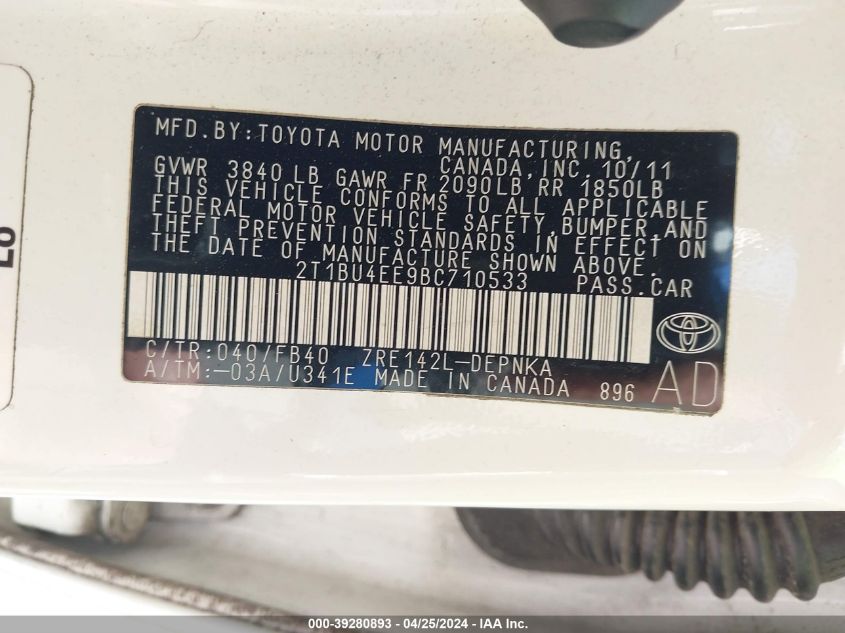 MFD.BY:TOYOTA MOTOR MANUFACTURING,
CANADA,INC. 10/11
GVWR 3840 LB GAWR FR 2090LB RR 1850LB
THIS VEHICLE CONFORMS TO ALL APPLICABLE
FEDERAL MOTOR VEHICLE SAFETY,BUMPER,AND
THEFT PREVENTION STANDARDS IN EFFECT ON
THE DATE OF MANUFACTURE SHOWN ABOVE.
2T1BU4EE9BC710533 PASS.CAR
C/TR:040/FB40 ZRE142L-DEPNKA
A/TM:-03A/U341E MADE IN CANADA 896 AD
000-39280893 - 04/25/2024 - IAA Inc.